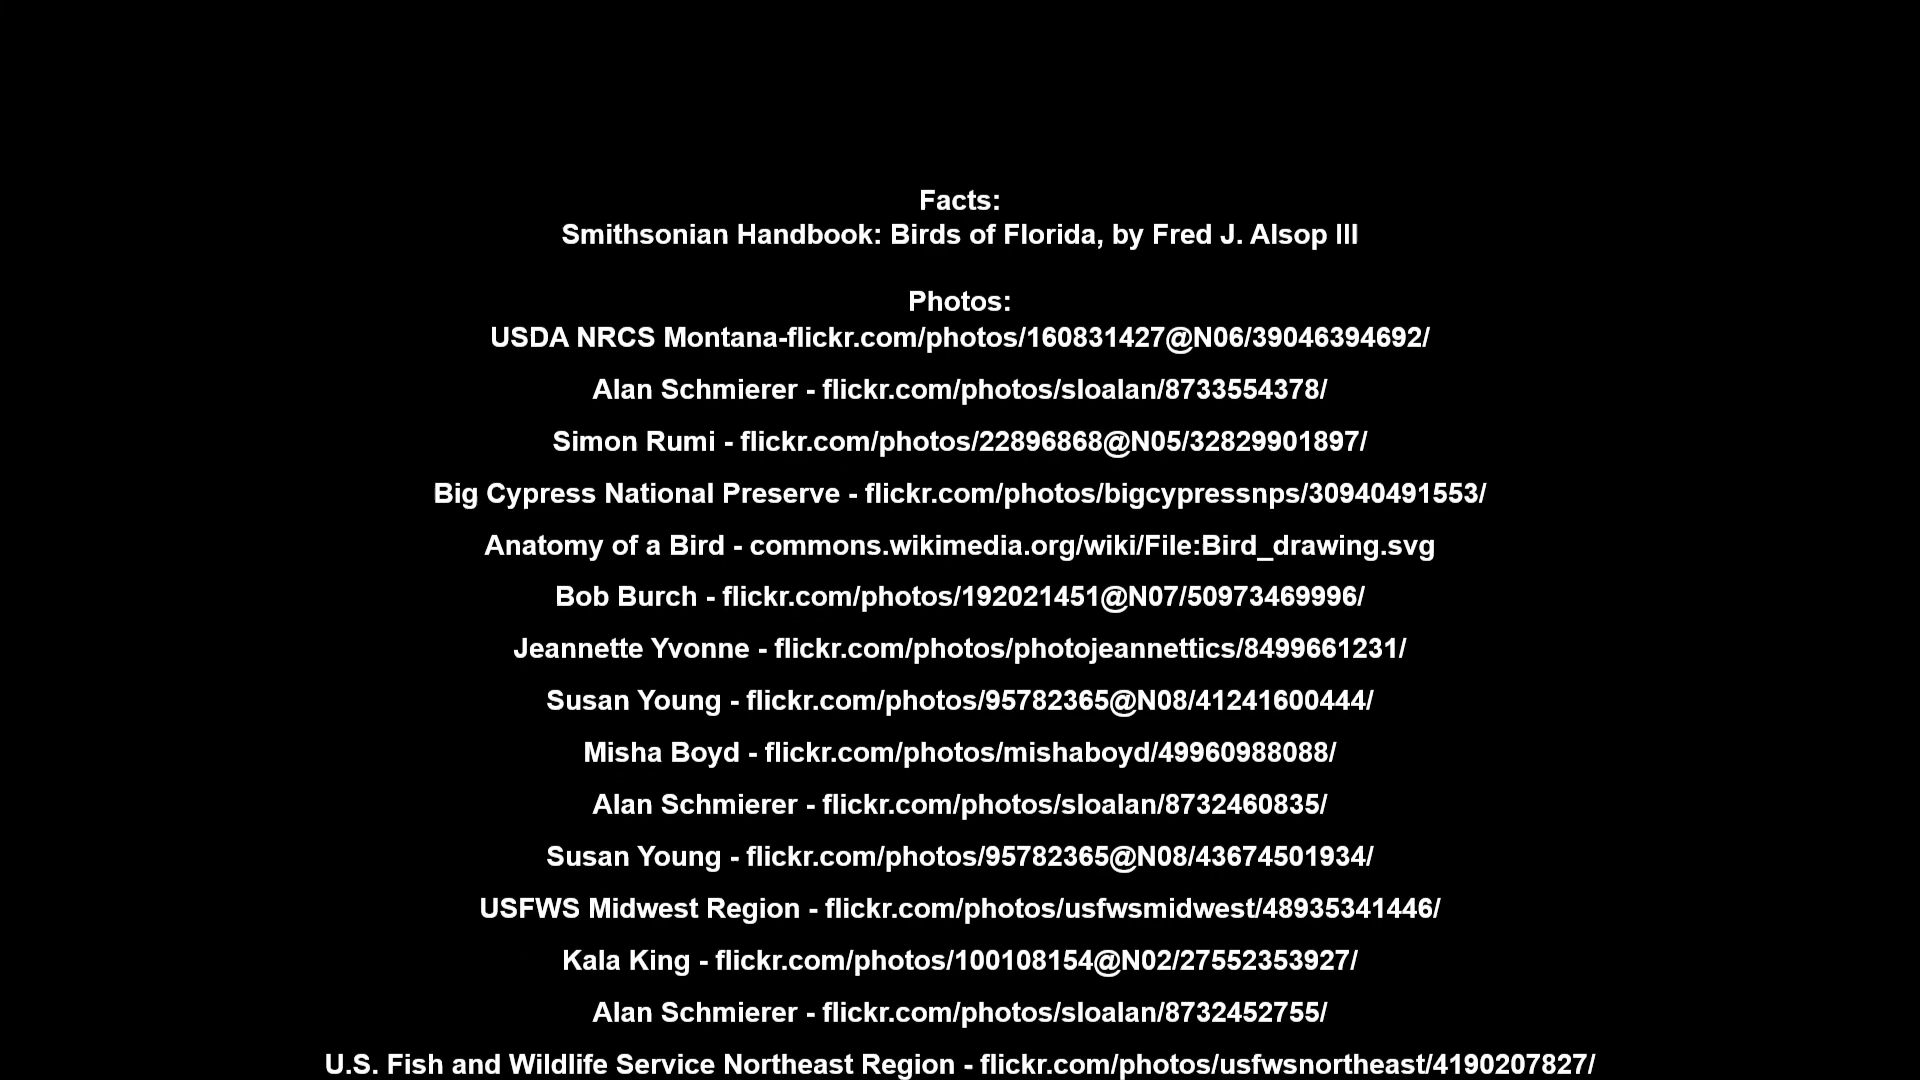 Facts:
Smithsonian Handbook: Birds of Florida, by Fred J. Alsop III
Photos:
USDA NRCS Montana-flickr.com/photos/160831427@N06/39046394692/
Alan Schmierer - flickr.com/photos/sloalan/8733554378/
Simon Rumi - flickr.com/photos/22896868@N05/32829901897/
Big Cypress National Preserve - flickr.com/photos/bigcypressnps/30940491553/
Anatomy of a Bird - commons.wikimedia.org/wiki/File:Bird_drawing.svg
Bob Burch - flickr.com/photos/192021451@N07/50973469996/
Jeannette Yvonne - flickr.com/photos/photojeannettics/8499661231/
Susan Young - flickr.com/photos/95782365@N08/41241600444/
Misha Boyd - flickr.com/photos/mishaboyd/49960988088/
Alan Schmierer - flickr.com/photos/sloalan/8732460835/
Susan Young - flickr.com/photos/95782365@N08/43674501934/
USFWS Midwest Region - flickr.com/photos/usfwsmidwest/48935341446/
Kala King - flickr.com/photos/100108154@N02/27552353927/
Alan Schmierer - flickr.com/photos/sloalan/8732452755/
U.S. Fish and Wildlife Service Northeast Region - flickr.com/photos/usfwsnortheast/4190207827/